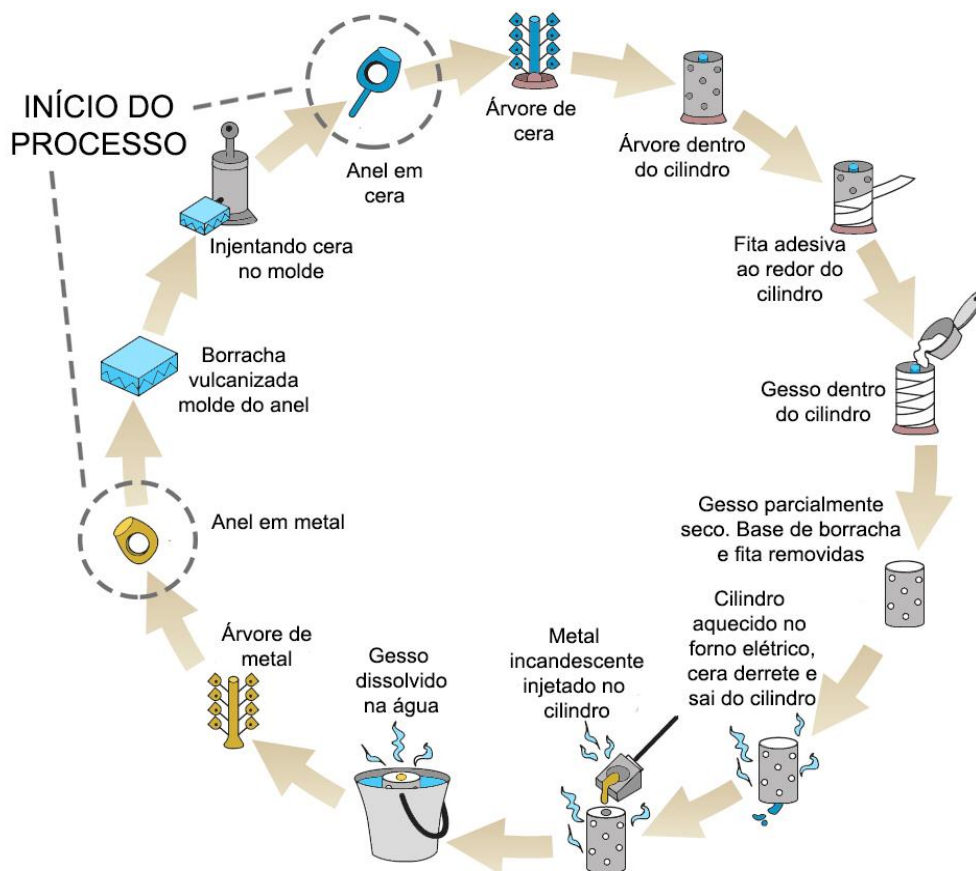 INÍCIO DO
PROCESSO
Anel em
cera
Árvore de
cera
Árvore dentro
do cilindro
Fita adesiva
ao redor do
cilindro
Gesso dentro
do cilindro
Gesso parcialmente
seco. Base de borracha
e fita removidas
Cilindro
aquecido no
forno elétrico,
cera derrete e
sai do cilindro
Metal
incandescente
injetado no
cilindro
Gesso
dissolvido
na água
Árvore de
metal
Anel em metal
Borracha
vulcanizada
molde do anel
Injentando cera
no molde